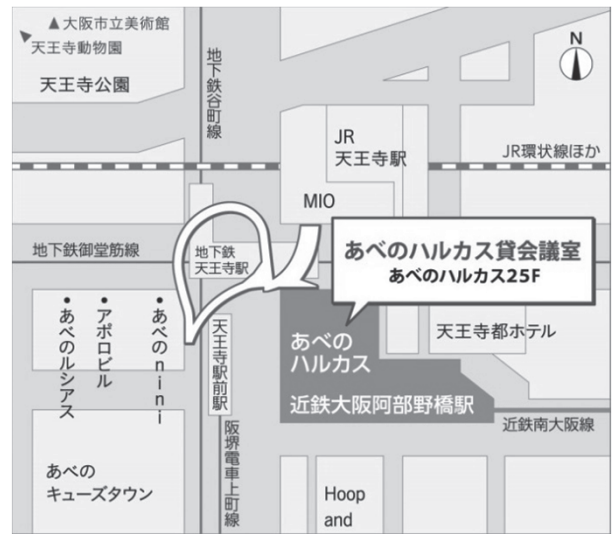 ▲大阪市立美術館
天王寺動物園
天王寺公園
地下鉄谷町線
N
JR
天王寺駅
JR環状線ほか
MIO
地下鉄御堂筋線
地下鉄
天王寺駅
あべのハルカス貸会議室
あべのハルカス25F
•あべのnini
•アポロビル
•あべのルシアス
天王寺駅前駅
あべの
ハルカス
天王寺都ホテル
近鉄大阪阿部野橋駅
近鉄南大阪線
阪堺電車上町線
あべの
キューズタウン
Hoop
and